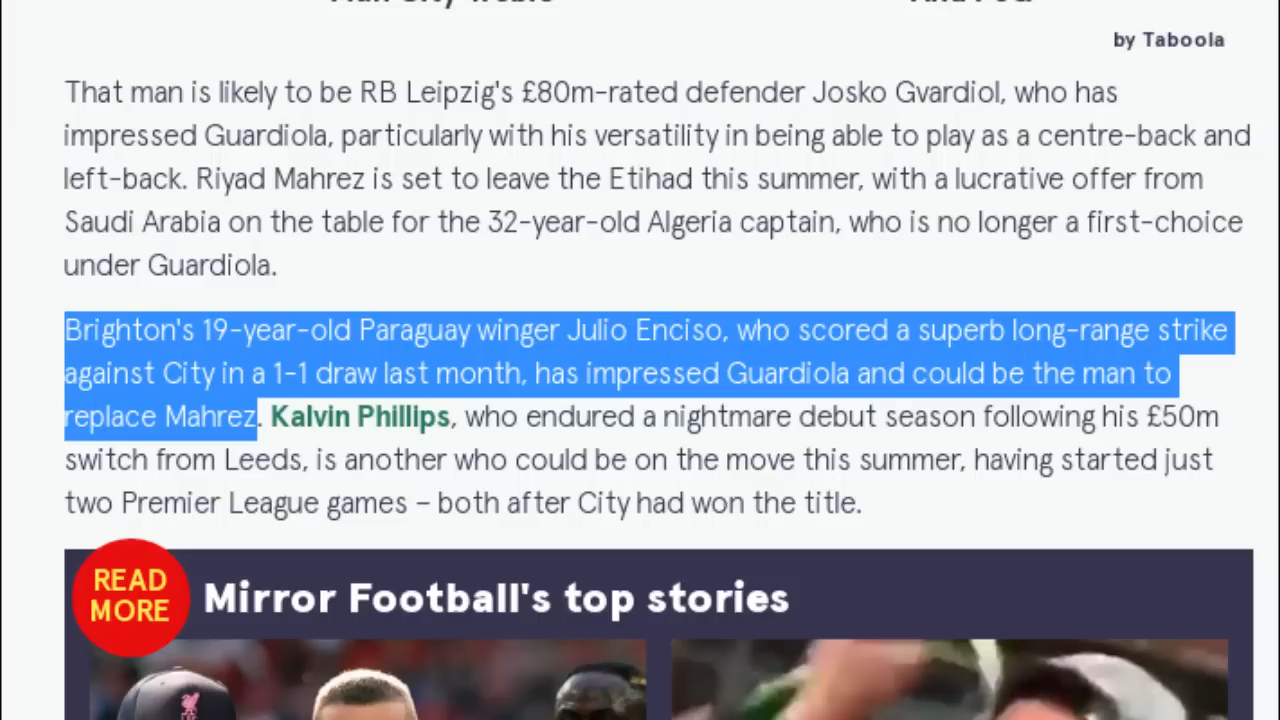 by Taboola
That man is likely to be RB Leipzig's £80m-rated defender Josko Gvardiol, who has
impressed Guardiola, particularly with his versatility in being able to play as a centre-back and
left-back. Riyad Mahrez is set to leave the Etihad this summer, with a lucrative offer from
Saudi Arabia on the table for the 32-year-old Algeria captain, who is no longer a first-choice
under Guardiola.
Brighton's 19-year-old Paraguay winger Julio Enciso, who scored a superb long-range strike
against City in a 1-1 draw last month, has impressed Guardiola and could be the man to
replace Mahrez. Kalvin Phillips, who endured a nightmare debut season following his £50m
switch from Leeds, is another who could be on the move this summer, having started just
two Premier League games – both after City had won the title.
READ
MORE
Mirror Football's top stories